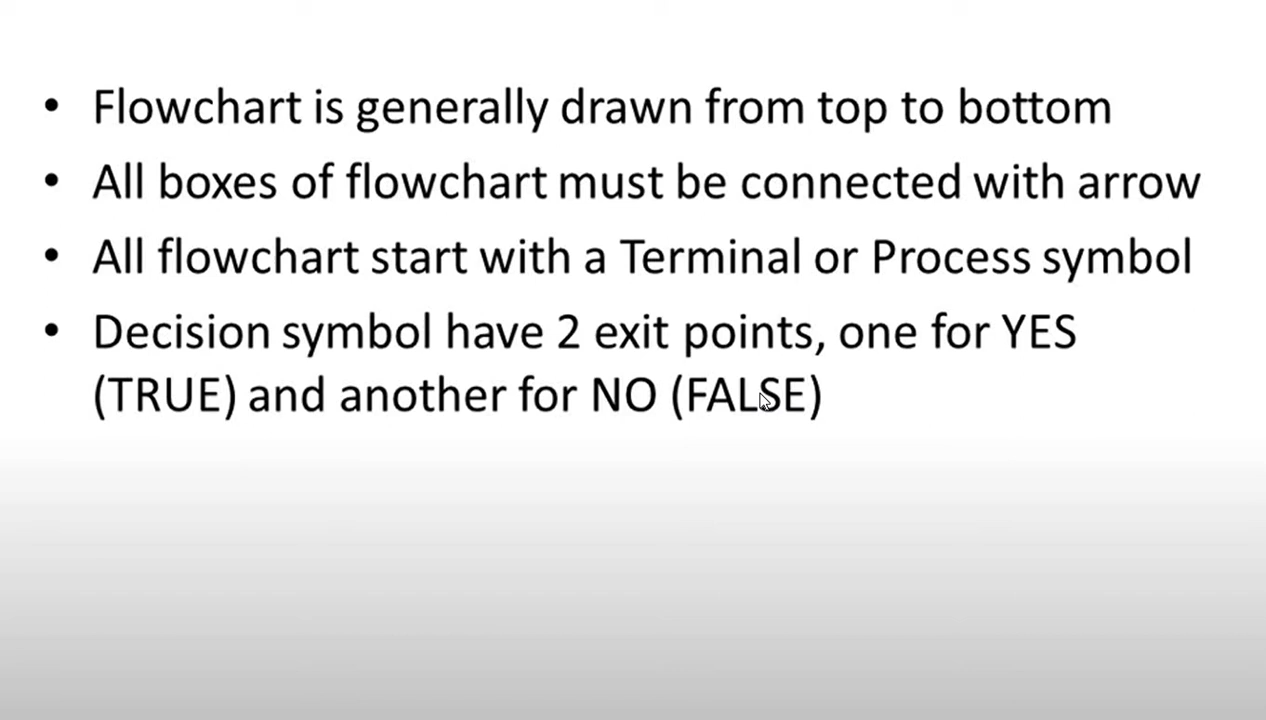 • Flowchart is generally drawn from top to bottom
• All boxes of flowchart must be connected with arrow
• All flowchart start with a Terminal or Process symbol
• Decision symbol have 2 exit points, one for YES
(TRUE) and another for NO (FALSE)